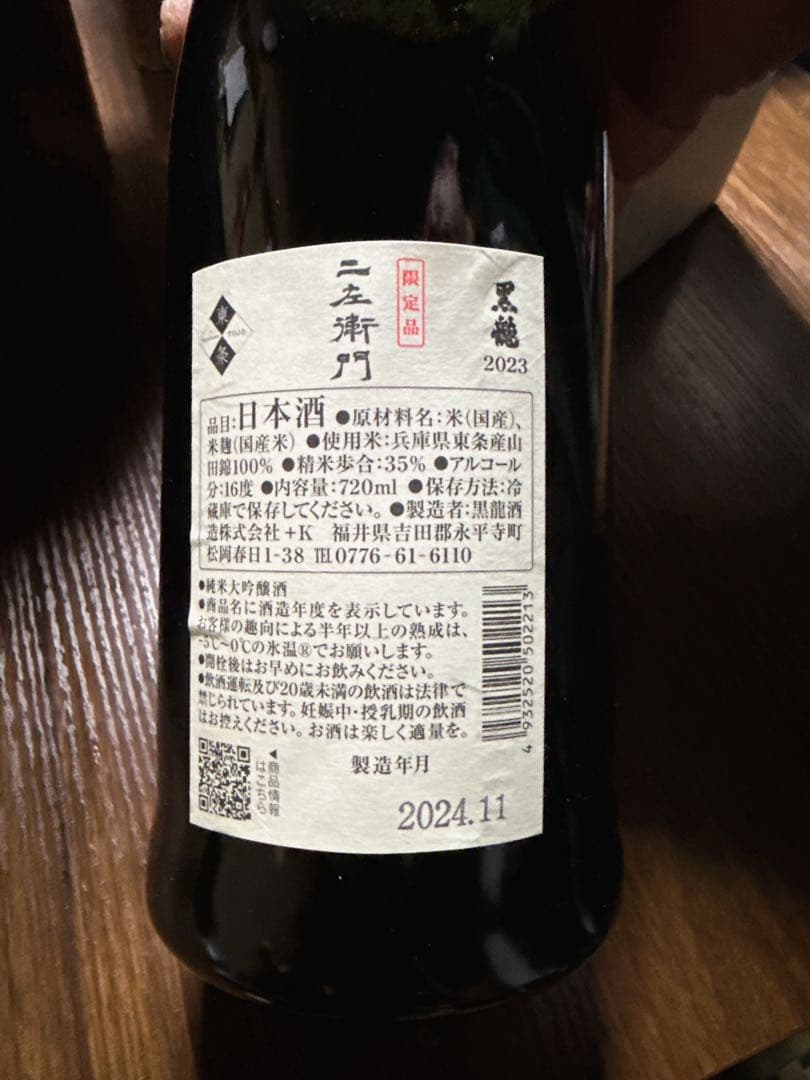 黒龍
2023
限定品
二左衛門
東条
TOJO
品目:日本酒 ●原材料名:米(国産)、
米麹(国産米) ●使用米:兵庫県東条産山
田錦100% ●精米歩合:35% ●アルコール
分:16度 ●内容量:720ml ●保存方法:冷
蔵庫で保存してください。 ●製造者:黒龍酒
造株式会社+K 福井県吉田郡永平寺町
松岡春日1-38 TEL0776-61-6110
●純米大吟醸酒
●商品名に酒造年度を表示しています。
お客様の趣向による半年以上の熟成は、
-5℃~0℃の氷温®でお願いします。
●開栓後はお早めにお飲みください。
●飲酒運転及び20歳未満の飲酒は法律で
禁じられています。妊娠中・授乳期の飲酒
はお控えください。お酒は楽しく適量を。
4932520502213
◀商品情報
はこちら
製造年月
2024.11